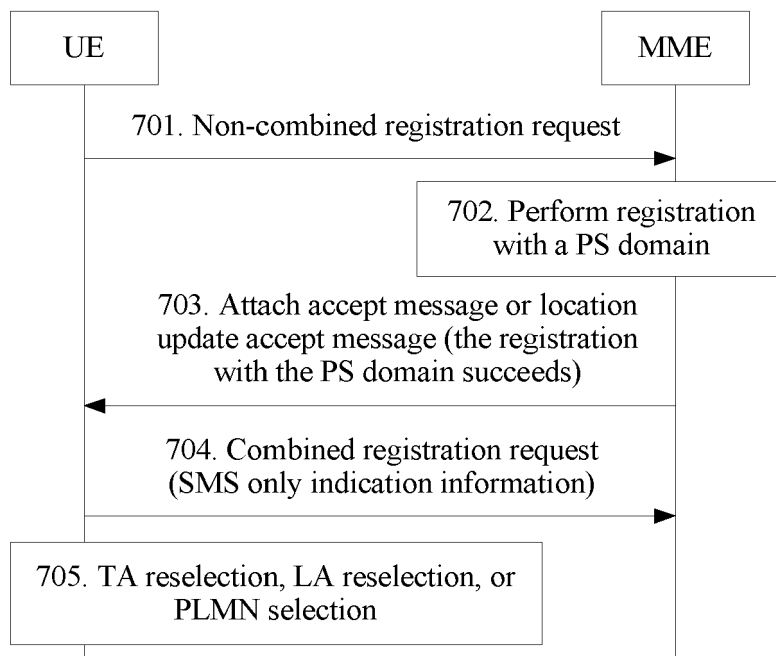 UE
MME
701. Non-combined registration request
702. Perform registration
with a PS domain
703. Attach accept message or location
update accept message (the registration
with the PS domain succeeds)
704. Combined registration request
(SMS only indication information)
705. TA reselection, LA reselection, or
PLMN selection